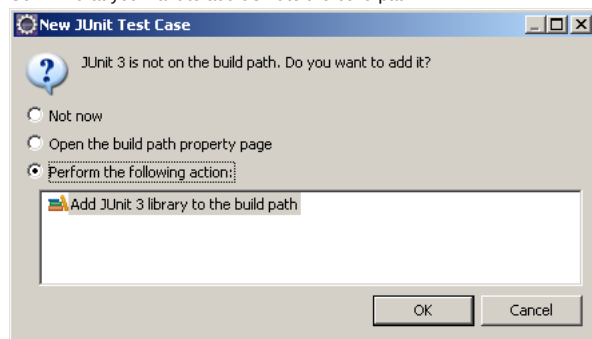 New JUnit Test Case
JUnit 3 is not on the build path. Do you want to add it?
Not now
Open the build path property page
Perform the following action:
Add JUnit 3 library to the build path
OK
Cancel